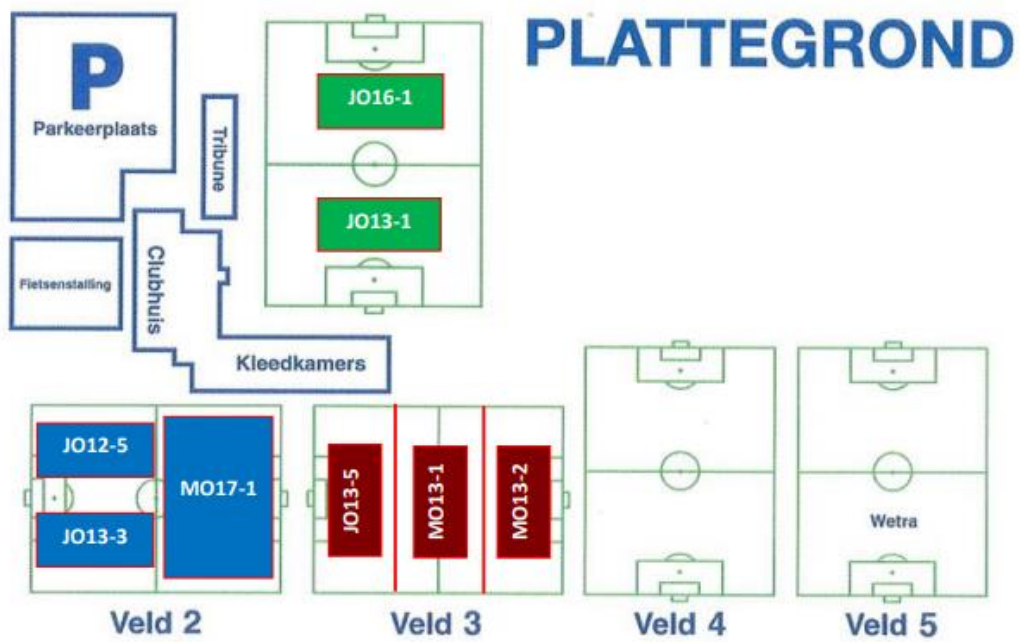 PLATTEGROND
P
Parkeerplaats
Tribune
JO16-1
JO13-1
Fietsenstalling
Clubhuis
Kleedkamers
JO12-5
JO13-3
MO17-1
JO13-5
MO13-1
MO13-2
Wetra
Veld 2
Veld 3
Veld 4
Veld 5